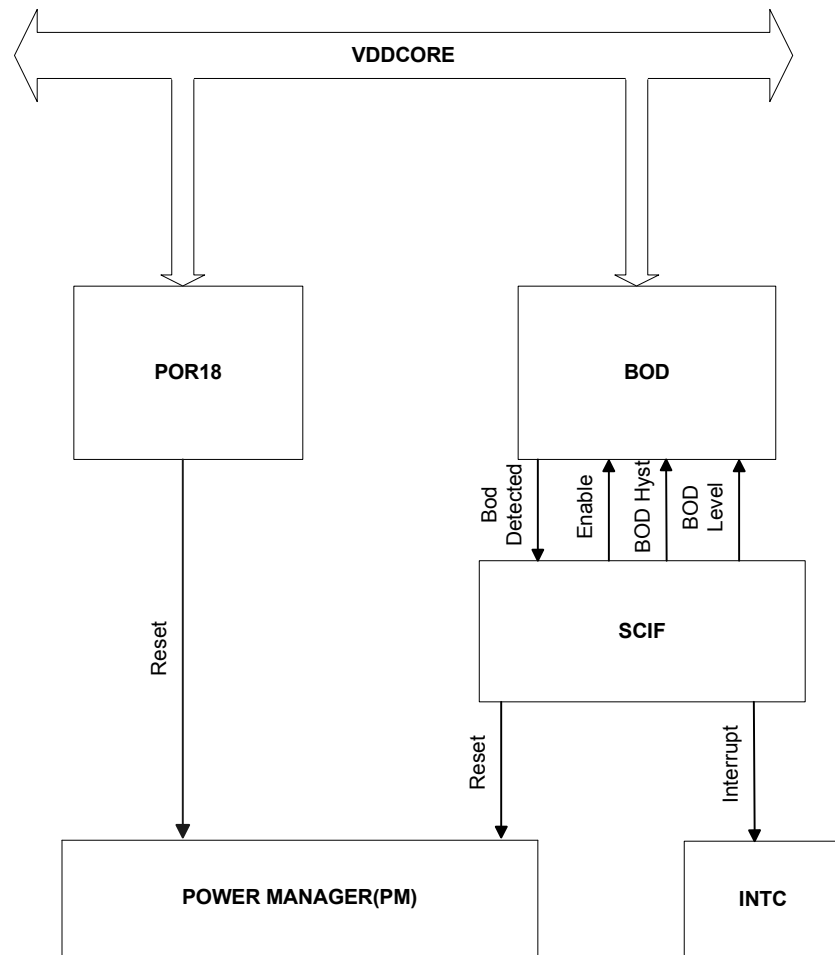 VDDCORE
POR18
BOD
Bod
Detected
Enable
BOD Hyst
BOD
Level
SCIF
Reset
Reset
Interrupt
POWER MANAGER(PM)
INTC